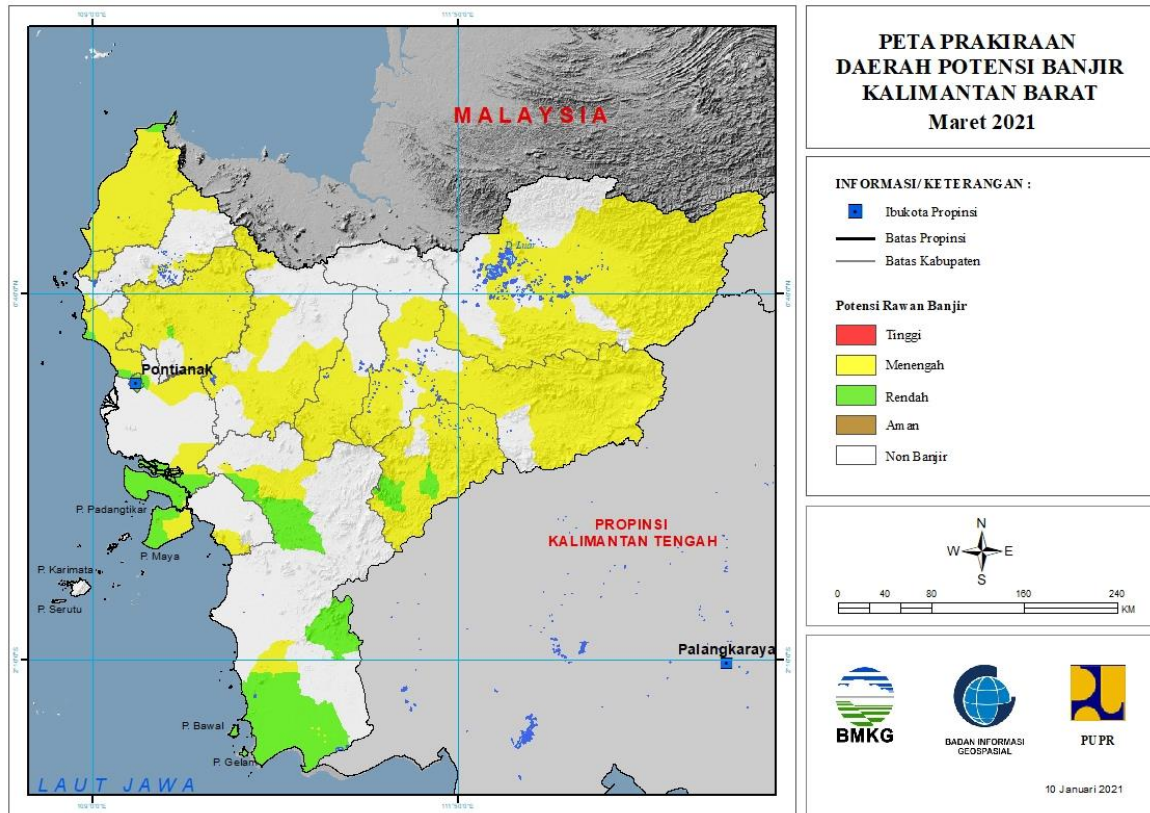 PETA PRAKIRAAN
DAERAH POTENSI BANJIR
KALIMANTAN BARAT
Maret 2021
INFORMASI/ KETERANGAN :
Ibukota Propinsi
Batas Propinsi
Batas Kabupaten
Potensi Rawan Banjir
Tinggi
Menengah
Rendah
Aman
Non Banjir
N
W E
S
0 40 80 160 240
KM
BMKG
BADAN INFORMASI
GEOSPASIAL
PUPR
10 Januari 2021
MALAYSIA
Pontianak
P. Padangtikar
P. Maya
P. Karimata
P. Serutu
PROPINSI
KALIMANTAN TENGAH
Palangkaraya
P. Bawal
P. Gelam
LAUT JAWA